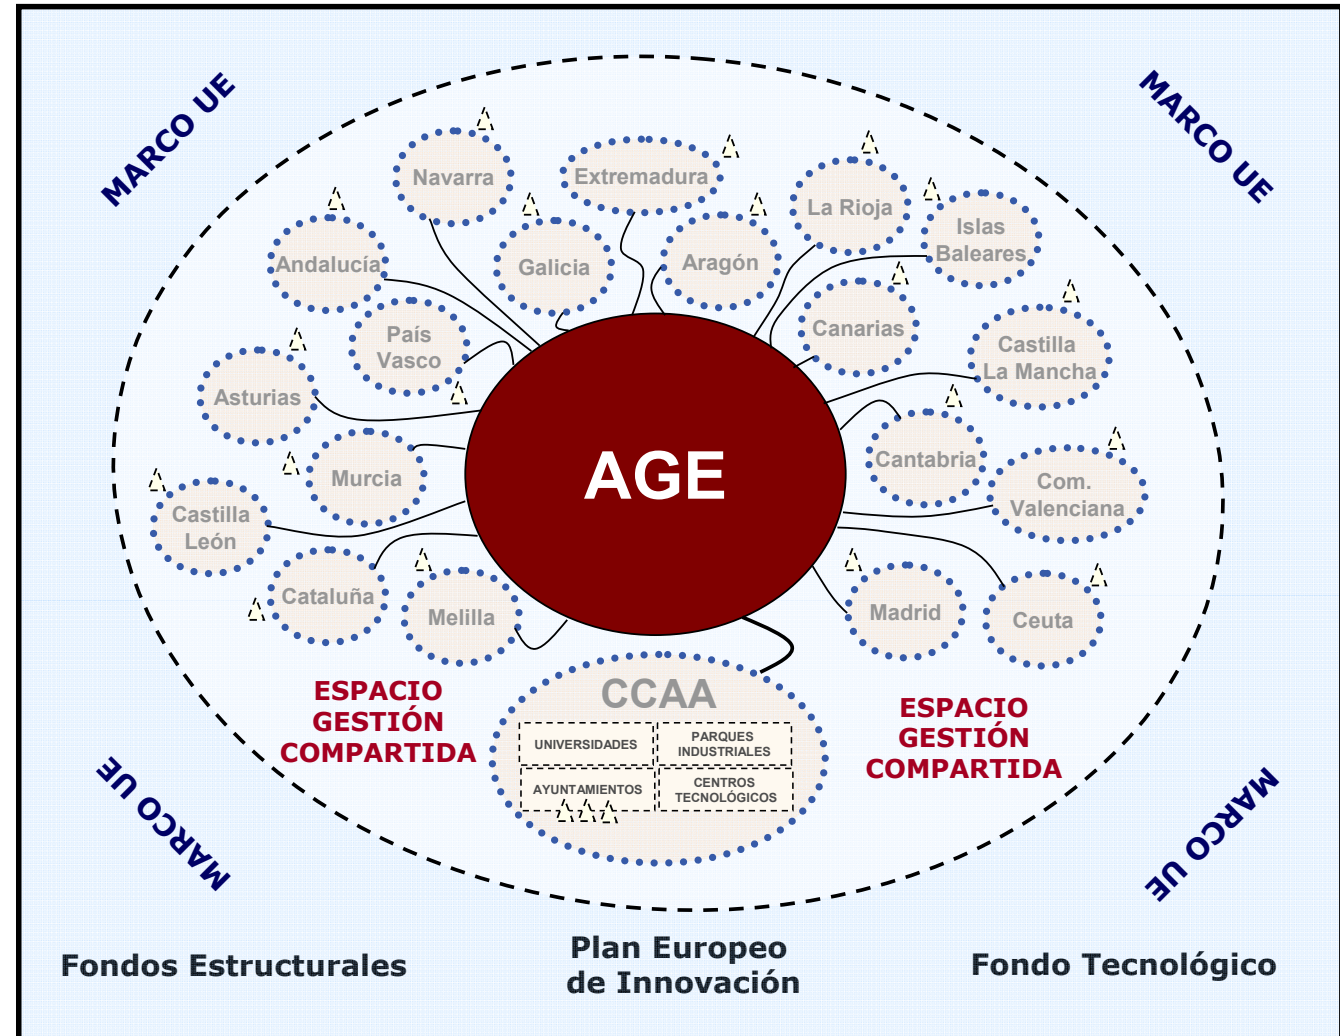 MARCO UE
MARCO UE
Navarra
Extremadura
La Rioja
Islas
Baleares
Andalucía
Galicia
Aragón
País
Vasco
Canarias
Castilla
La Mancha
Asturias
Murcia
AGE
Cantabria
Com.
Valenciana
Castilla
León
Cataluña
Melilla
Madrid
Ceuta
ESPACIO
GESTIÓN
COMPARTIDA
CCAA
UNIVERSIDADES
PARQUES
INDUSTRIALES
AYUNTAMIENTOS
CENTROS
TECNOLÓGICOS
ESPACIO
GESTIÓN
COMPARTIDA
MARCO UE
MARCO UE
Fondos Estructurales
Plan Europeo
de Innovación
Fondo Tecnológico